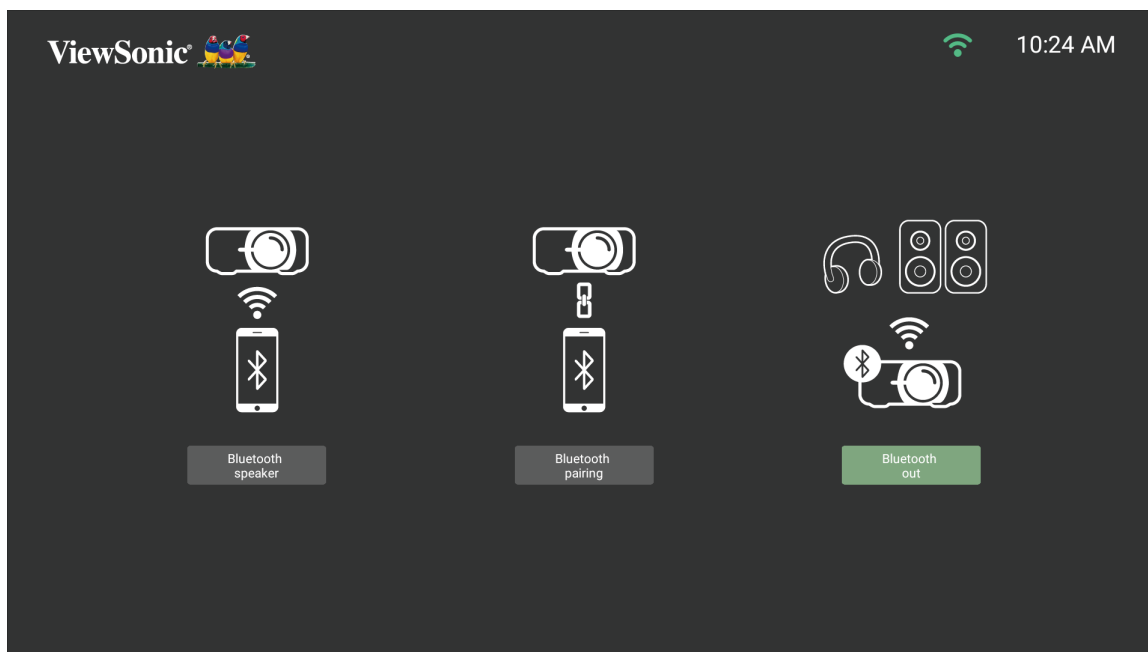 ViewSonic®
10:24 AM
Bluetooth
speaker
Bluetooth
pairing
Bluetooth
out